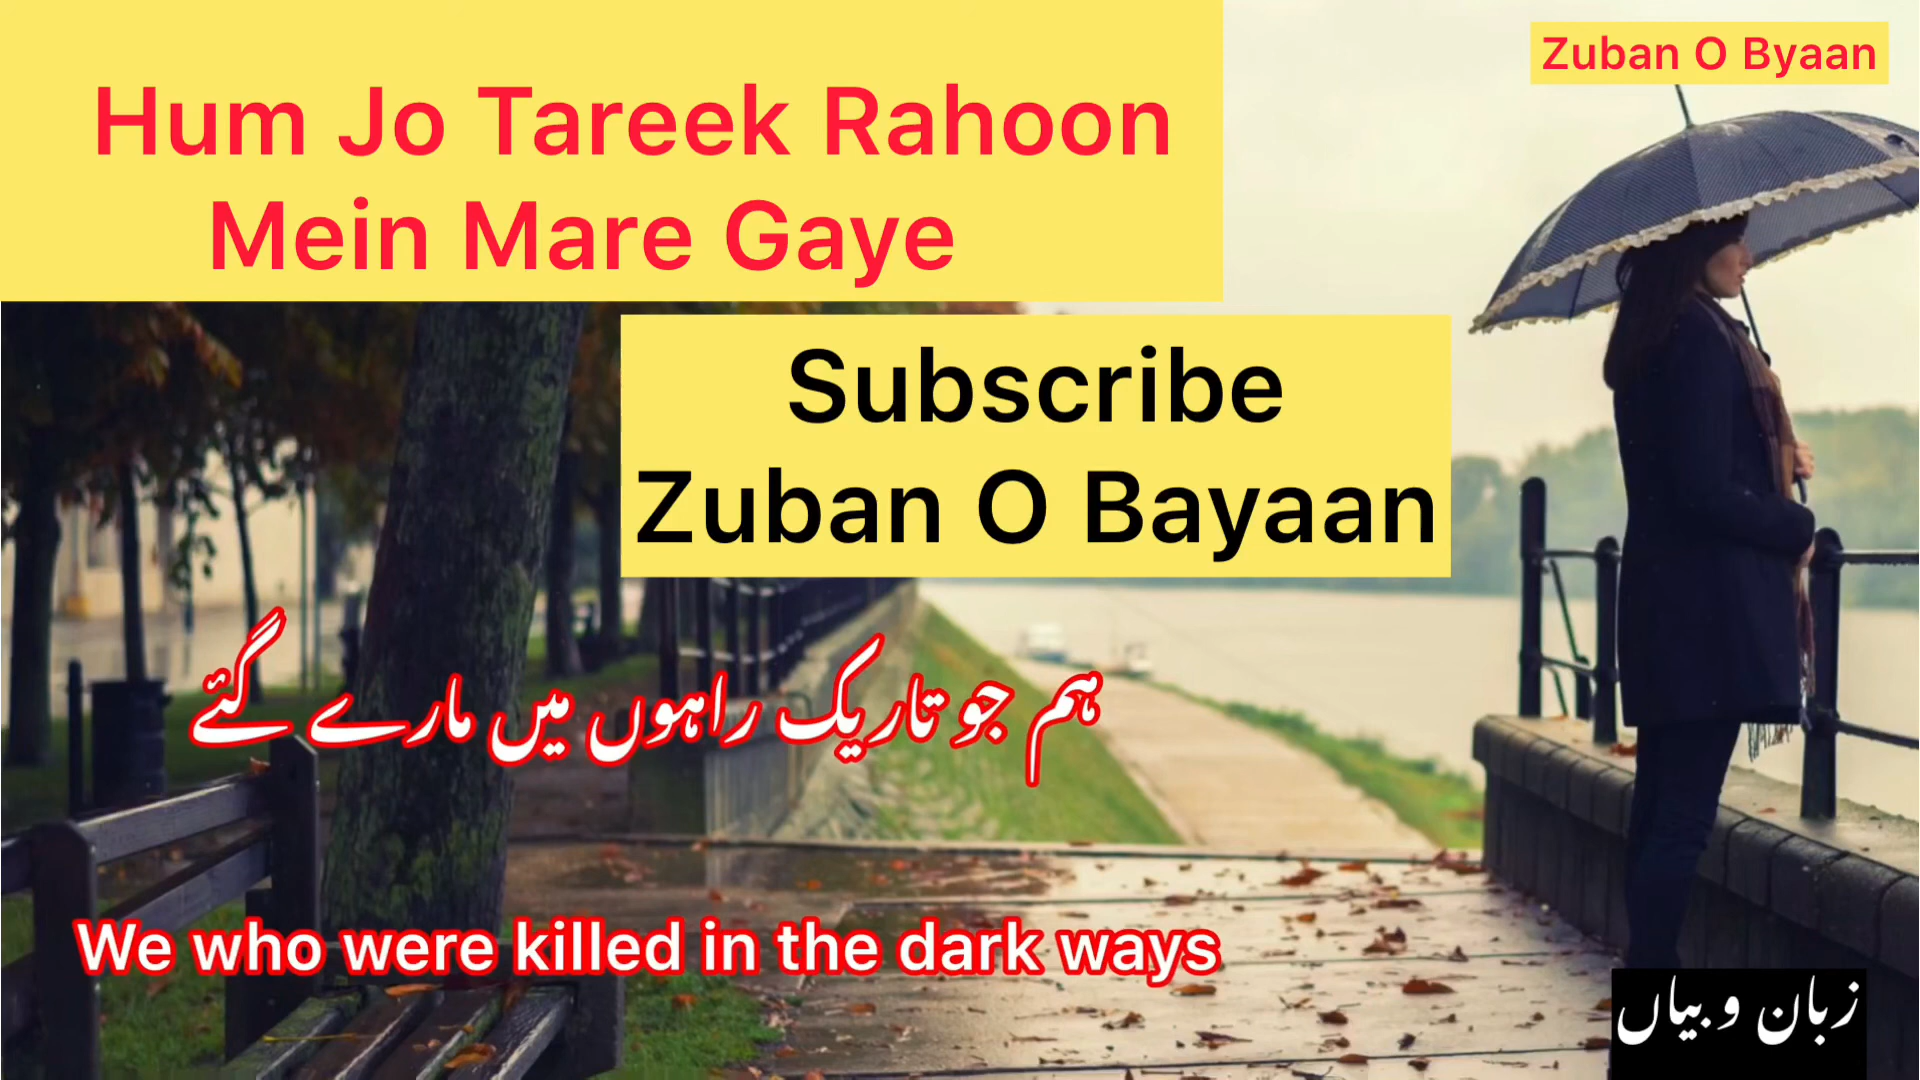 Zuban O Byaan
Hum Jo Tareek Rahoon
Mein Mare Gaye
Subscribe
Zuban O Bayaan
ہم جو تاریک راہوں میں مارے گئے
We who were killed in the dark ways
زبان و بیاں